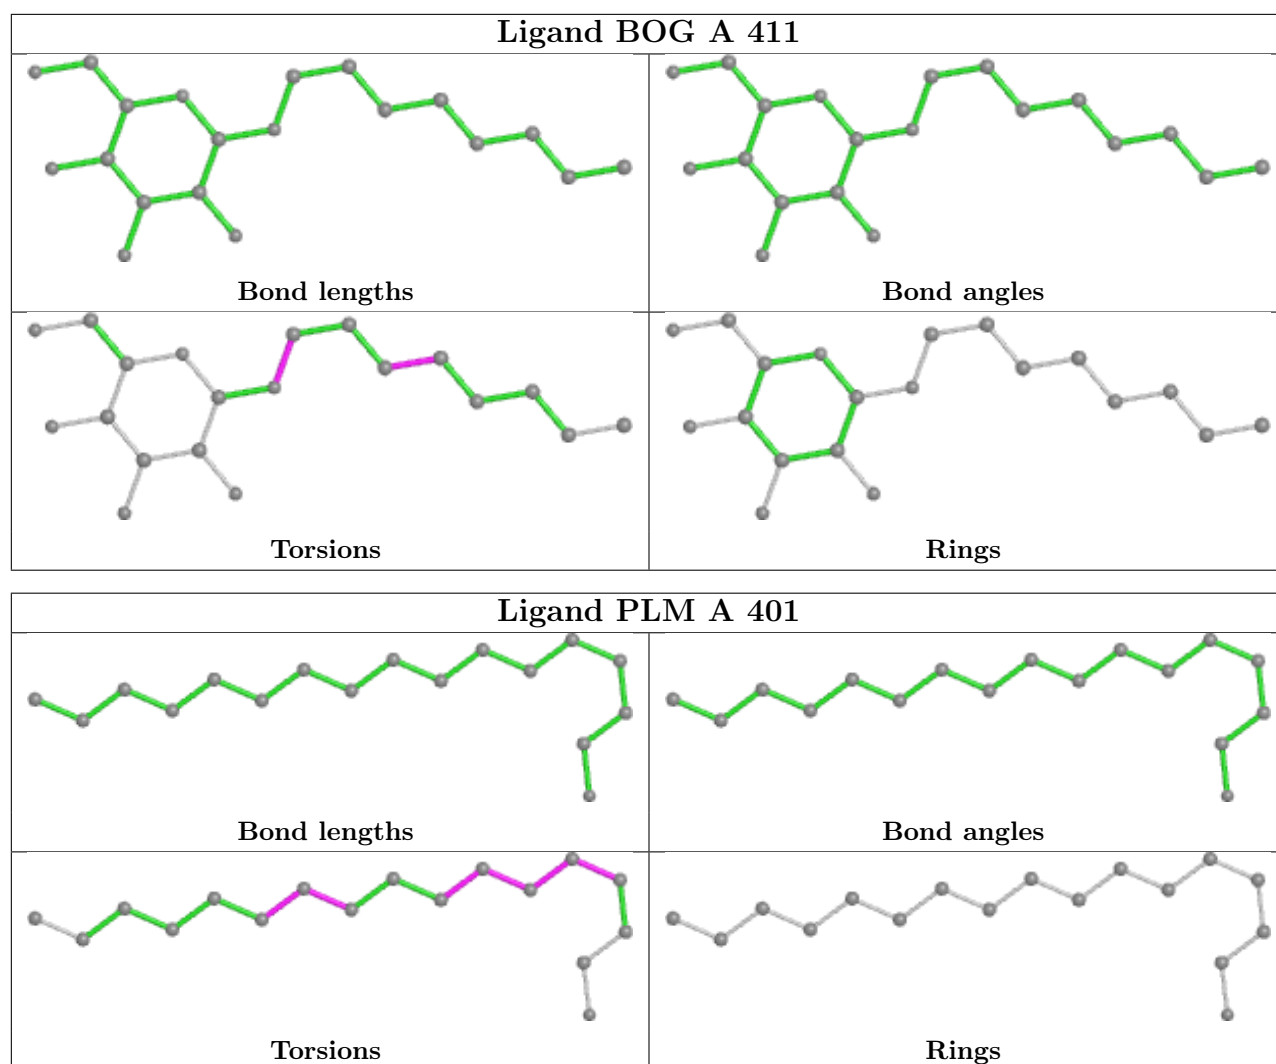 Ligand BOG A 411
Bond lengths
Bond angles
Torsions
Rings
Ligand PLM A 401
Bond lengths
Bond angles
Torsions
Rings